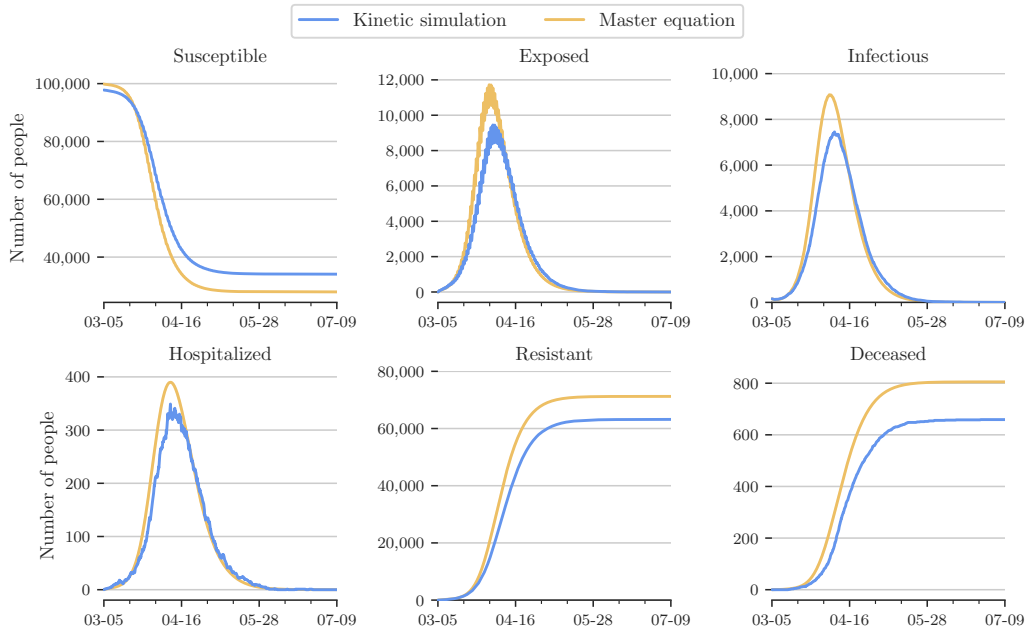 Kinetic simulation Master equation
Susceptible Exposed Infectious
Number of people
100,000
80,000
60,000
40,000
03-05 04-16 05-28 07-09
12,000
10,000
8,000
6,000
4,000
2,000
0
03-05 04-16 05-28 07-09
10,000
8,000
6,000
4,000
2,000
0
03-05 04-16 05-28 07-09
Hospitalized Resistant Deceased
Number of people
400
300
200
100
0
03-05 04-16 05-28 07-09
80,000
60,000
40,000
20,000
0
03-05 04-16 05-28 07-09
800
600
400
200
0
03-05 04-16 05-28 07-09